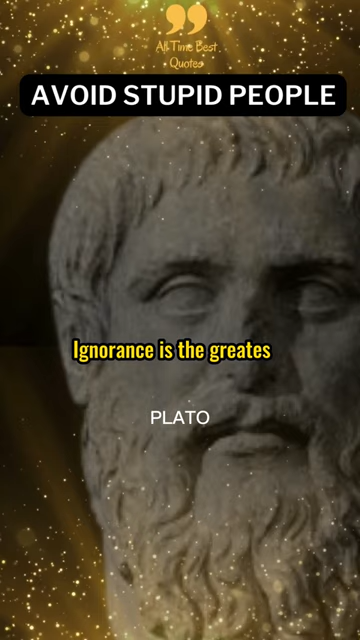 All Time Best
Quotes
AVOID STUPID PEOPLE
Ignorance is the greates
PLATO